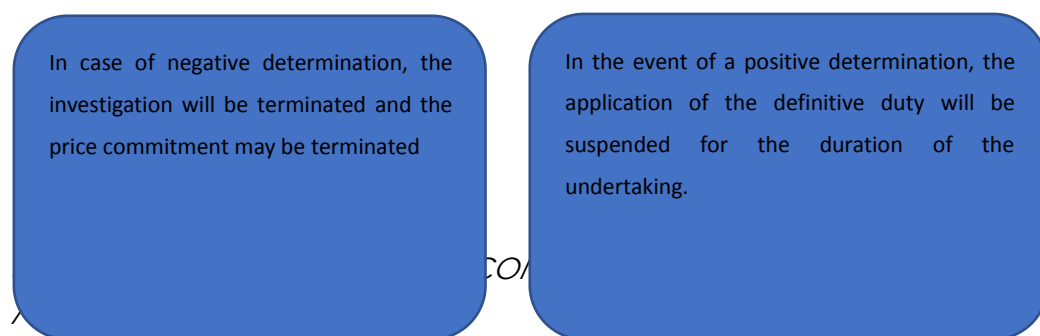 In case of negative determination, the
investigation will be terminated and the
price commitment may be terminated
In the event of a positive determination, the
application of the definitive duty will be
suspended for the duration of the
undertaking.